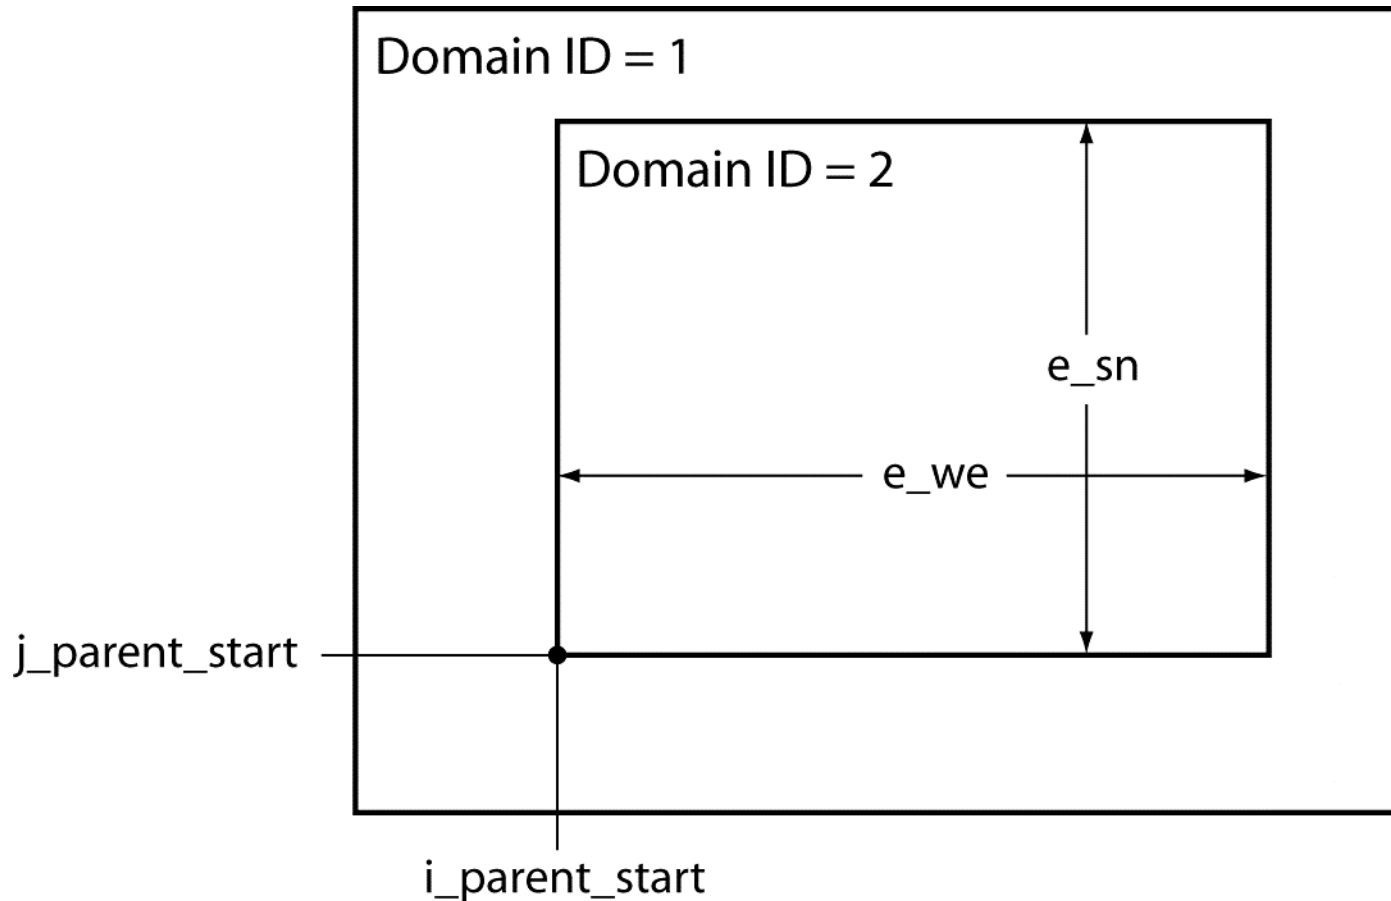 Domain ID = 1
Domain ID = 2
e_sn
e_we
j_parent_start
i_parent_start